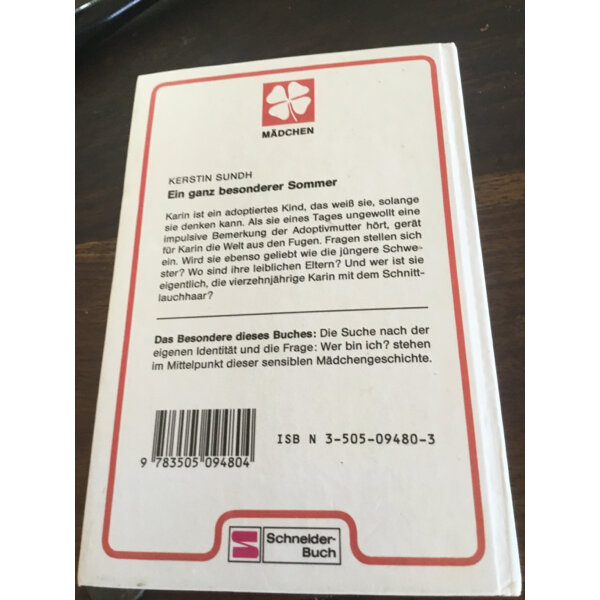 MÄDCHEN
KERSTIN SUNDH
Ein ganz besonderer Sommer
Karin ist ein adoptiertes Kind, das weiß sie, solange
sie denken kann. Als sie eines Tages ungewollt eine
impulsive Bemerkung der Adoptivmutter hört, gerät
für Karin die Welt aus den Fugen. Fragen stellen sich
ein. Wird sie ebenso geliebt wie die jüngere Schwe-
ster? Wo sind ihre leiblichen Eltern? Und wer ist sie
eigentlich, die vierzehnjährige Karin mit dem Schnitt-
lauchhaar?
Das Besondere dieses Buches: Die Suche nach der
eigenen Identität und die Frage: Wer bin ich? stehen
im Mittelpunkt dieser sensiblen Mädchengeschichte.
ISB N 3-505-09480-3
9 783505 094804
Schneider-
Buch